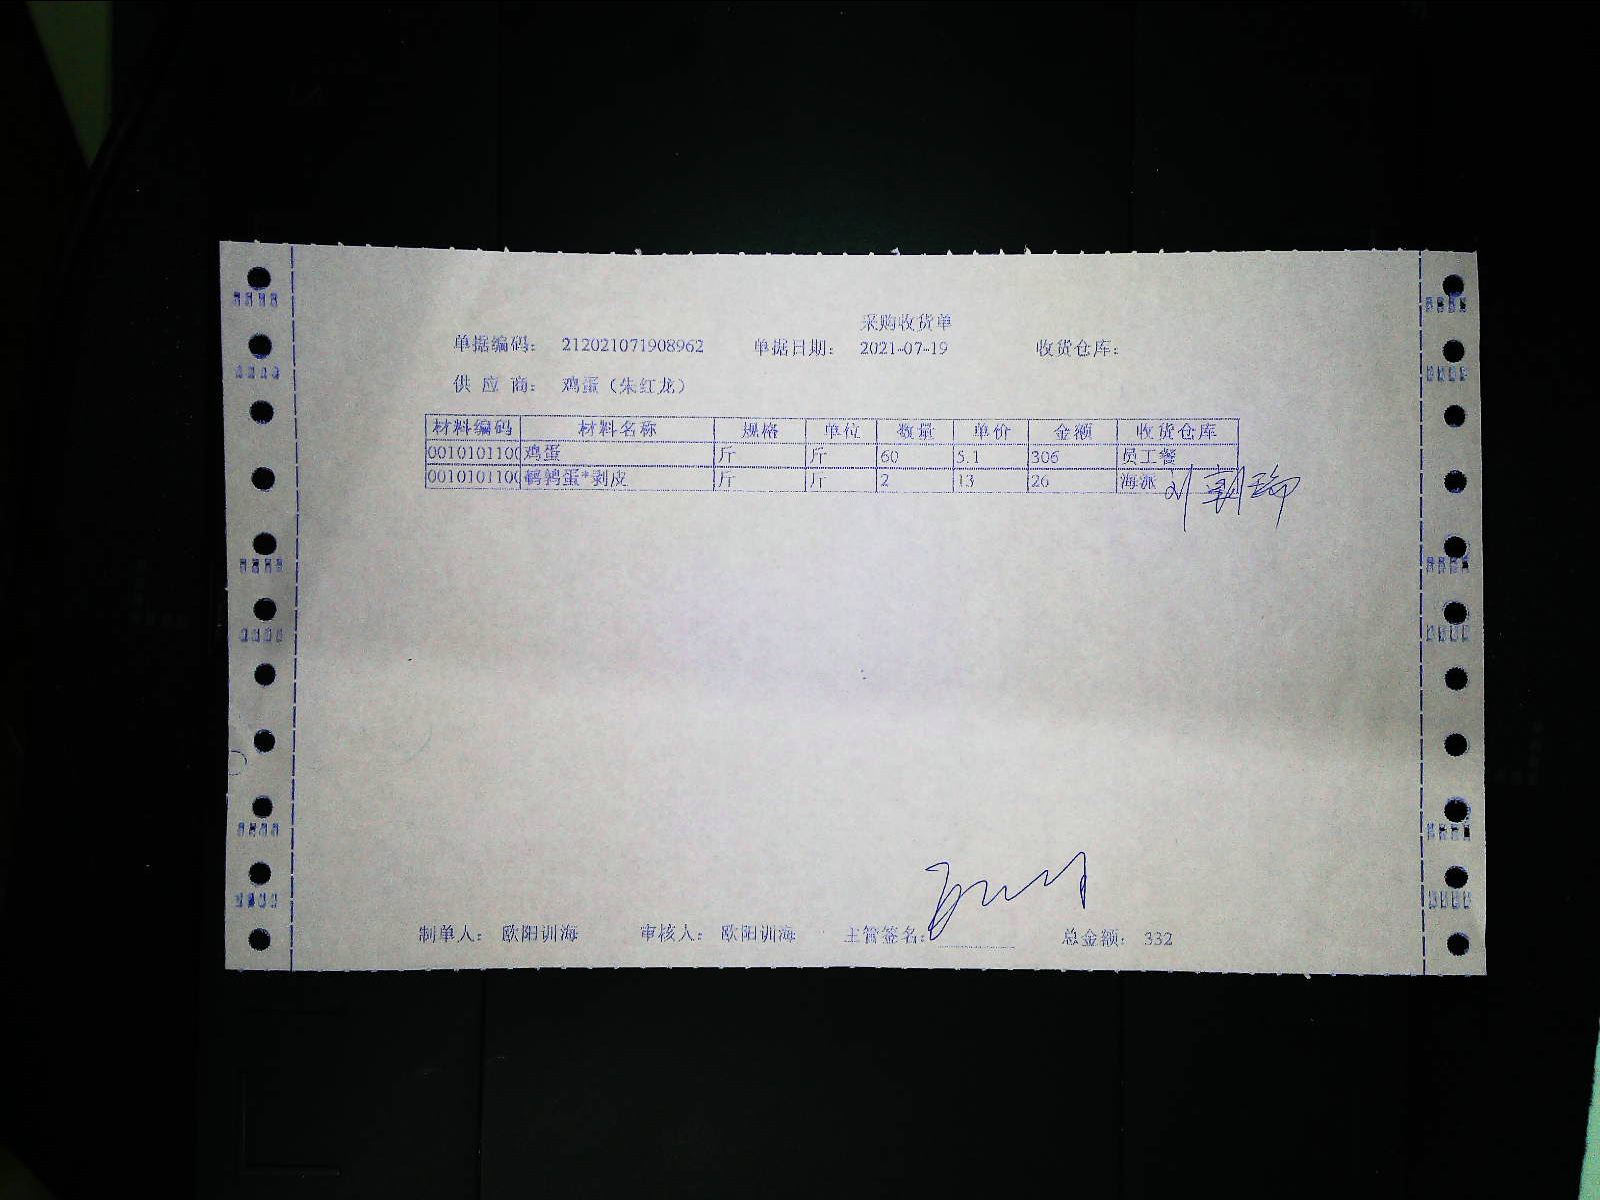 采购收货单
单据编码: 212021071908962 单据日期: 2021-07-19 收货仓库:
供 应 商: 鸡蛋（朱红龙）
材料编码 材料名称 规格 单位 数量 单价 金额 收货仓库
0010101100 鸡蛋 斤 斤 60 5.1 306 员工餐
0010101100 鹌鹑蛋*剥皮 斤 斤 2 13 26 海派
制单人: 欧阳训海 审核人: 欧阳训海 主管签名: 总金额: 332